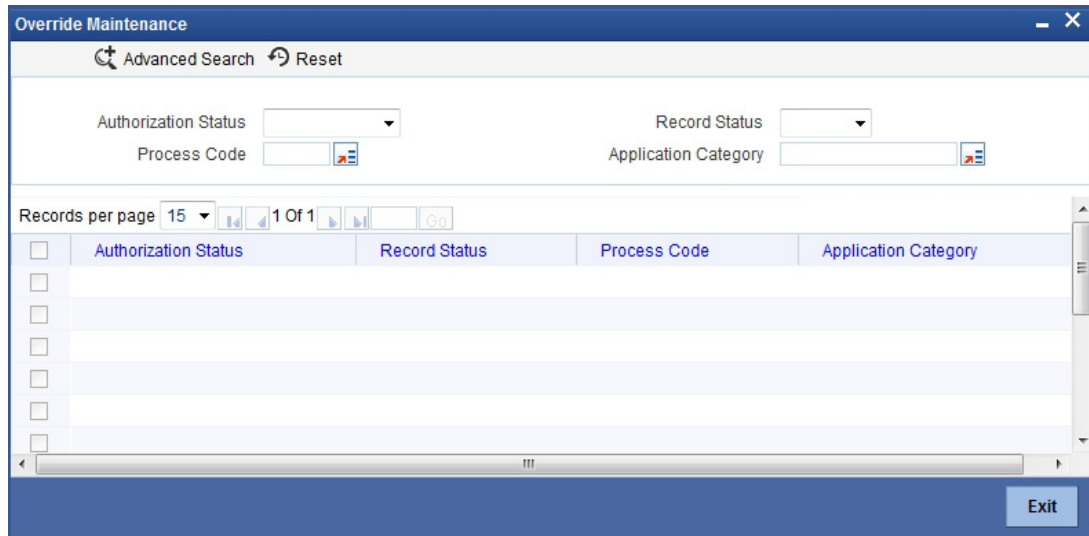 Override Maintenance
Advanced Search Reset
Authorization Status Record Status
Process Code Application Category
Records per page 15 1 Of 1 Go
Authorization Status Record Status Process Code Application Category
Exit